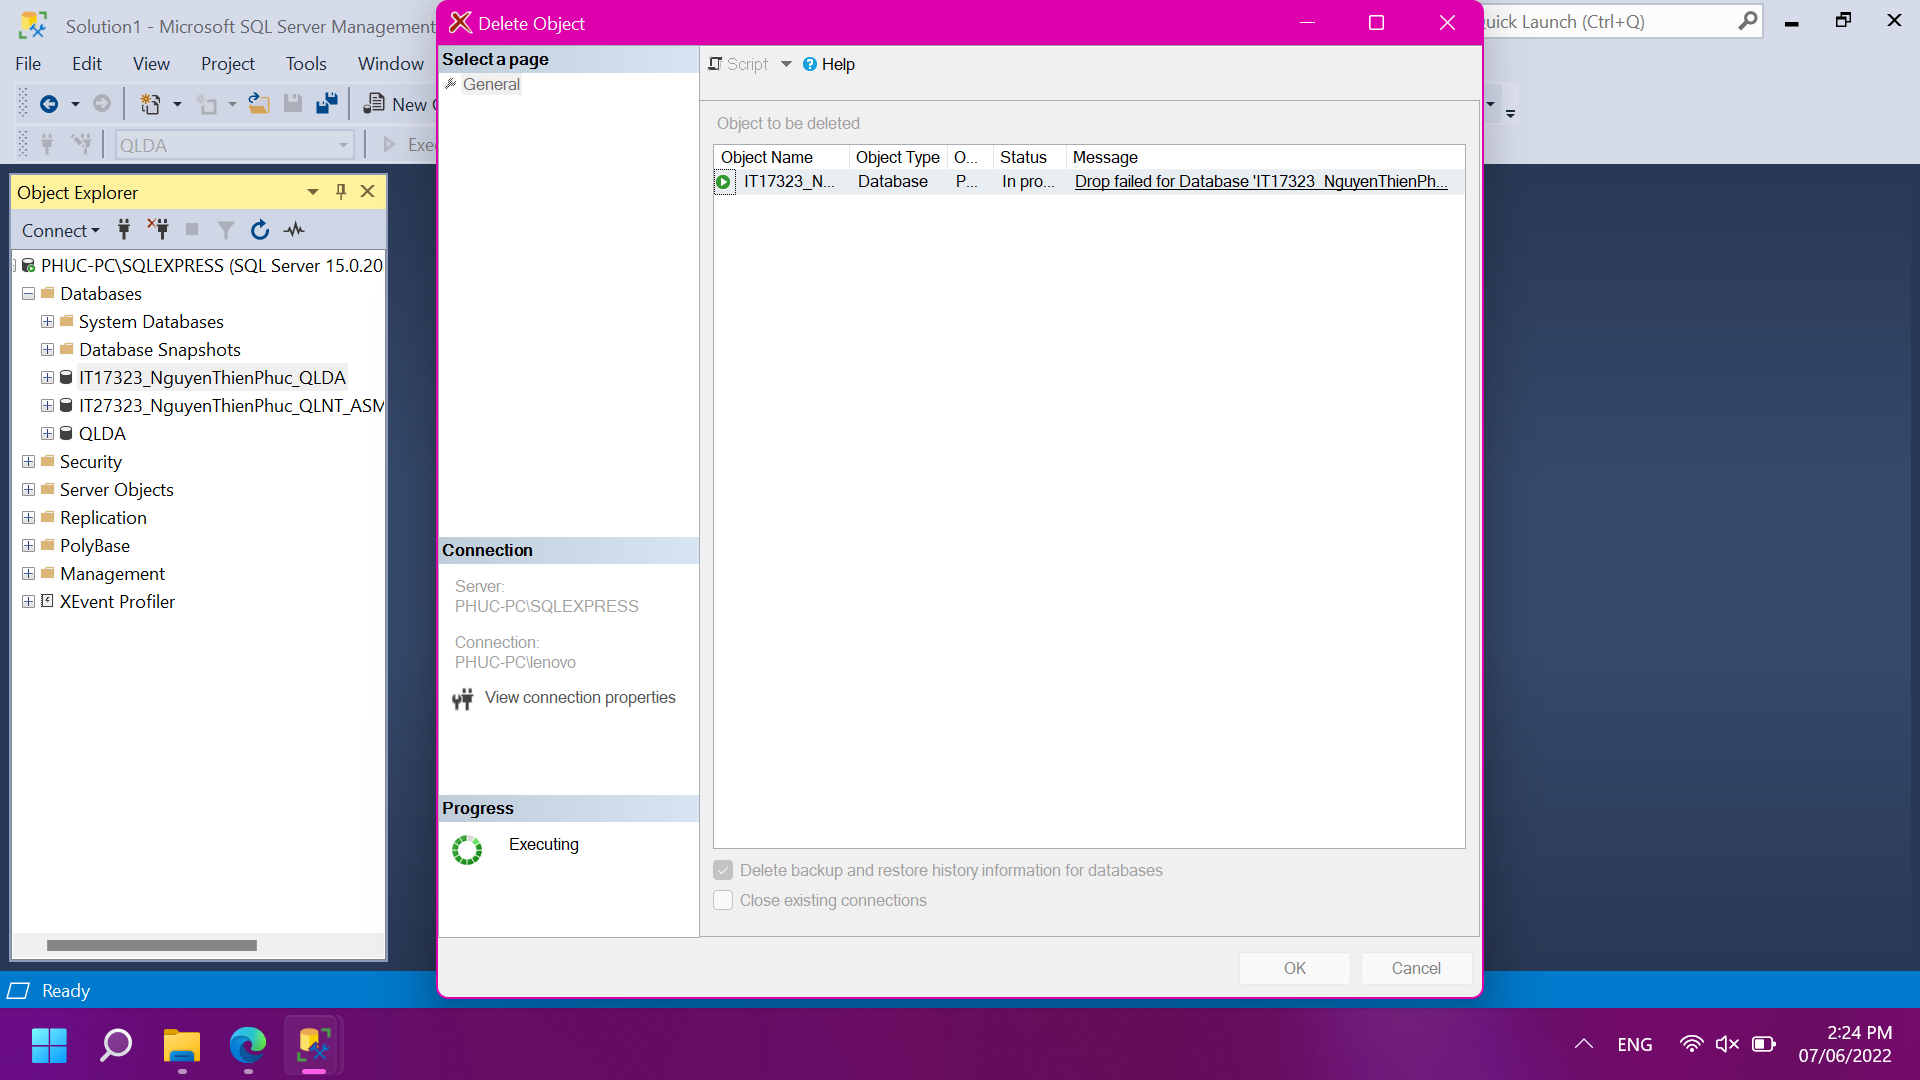 Solution1 - Microsoft SQL Server Management
File Edit View Project Tools Window
New
QLDA
Exe
Object Explorer
Connect
PHUC-PC\SQLEXPRESS (SQL Server 15.0.20
Databases
System Databases
Database Snapshots
IT17323_NguyenThienPhuc_QLDA
IT27323_NguyenThienPhuc_QLNT_ASM
QLDA
Security
Server Objects
Replication
PolyBase
Management
XEvent Profiler
Ready
Delete Object
Select a page
General
Connection
Server:
PHUC-PC\SQLEXPRESS
Connection:
PHUC-PC\lenovo
View connection properties
Progress
Executing
Script Help
Object to be deleted
Object Name Object Type O... Status Message
IT17323_N... Database P... In pro... Drop failed for Database 'IT17323_NguyenThienPh...
Delete backup and restore history information for databases
Close existing connections
OK Cancel
uick Launch (Ctrl+Q)
ENG
2:24 PM
07/06/2022